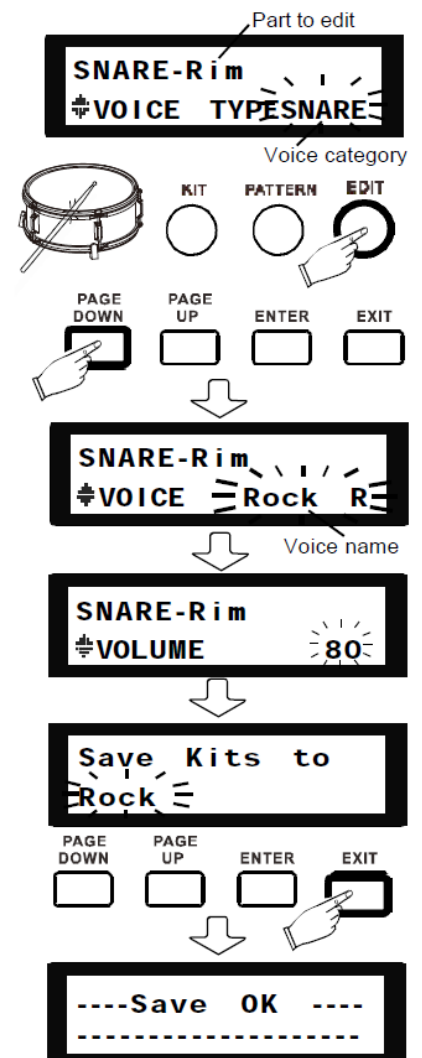 Part to edit
SNARE-Rim
VOICE TYPESNARE
Voice category
KIT PATTERN EDIT
PAGE DOWN PAGE UP ENTER EXIT
SNARE-Rim
VOICE Rock R
Voice name
SNARE-Rim
VOLUME 80
Save Kits to
Rock
PAGE DOWN PAGE UP ENTER EXIT
----Save OK ----
--------------------